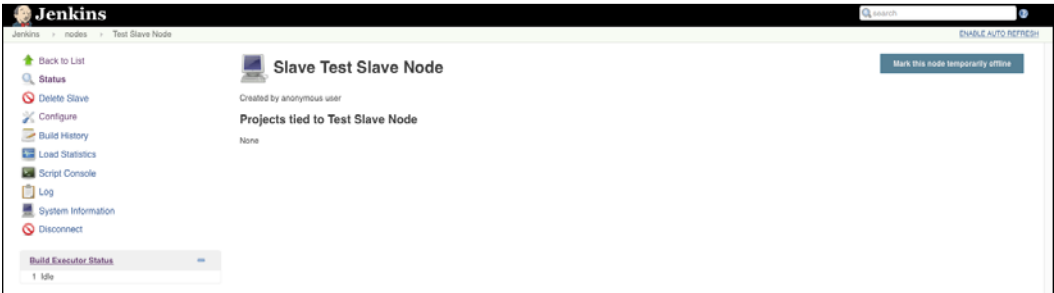 Jenkins
search
Jenkins › nodes › Test Slave Node
ENABLE AUTO REFRESH
Back to List
Status
Delete Slave
Configure
Build History
Load Statistics
Script Console
Log
System Information
Disconnect
Build Executor Status
1 Idle
Slave Test Slave Node
Mark this node temporarily offline
Created by anonymous user
Projects tied to Test Slave Node
None